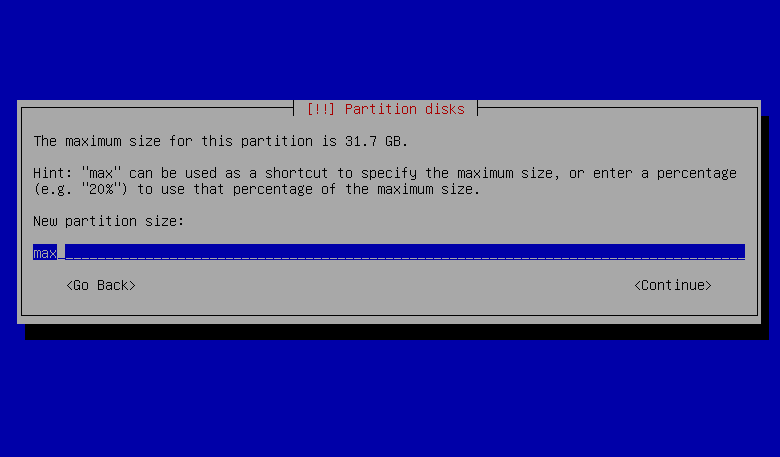 [!!] Partition disks
The maximum size for this partition is 31.7 GB.
Hint: "max" can be used as a shortcut to specify the maximum size, or enter a percentage
(e.g. "20%") to use that percentage of the maximum size.
New partition size:
max
<Go Back> <Continue>